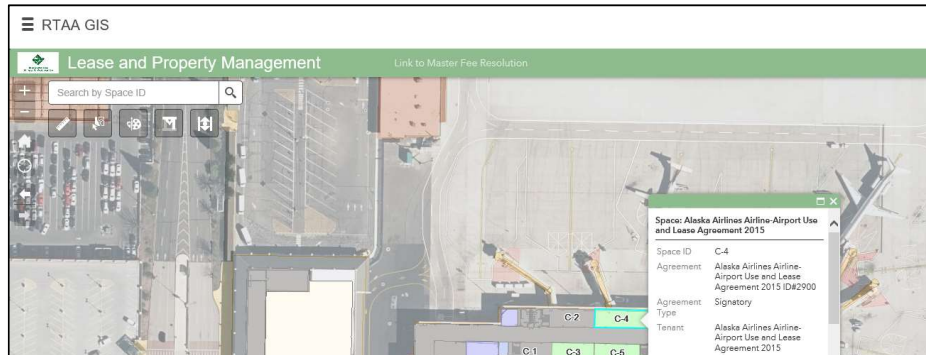 RTAA GIS
Lease and Property Management
Link to Master Fee Resolution
+
Search by Space ID
−
Space: Alaska Airlines Airline-Airport Use
and Lease Agreement 2015
Space ID C-4
Agreement Alaska Airlines Airline-
Airport Use and Lease
Agreement 2015 ID#2900
Agreement Signatory
Type
Tenant Alaska Airlines Airline-
Airport Use and Lease
Agreement 2015
C-2 C-4
C-1 C-3 C-5